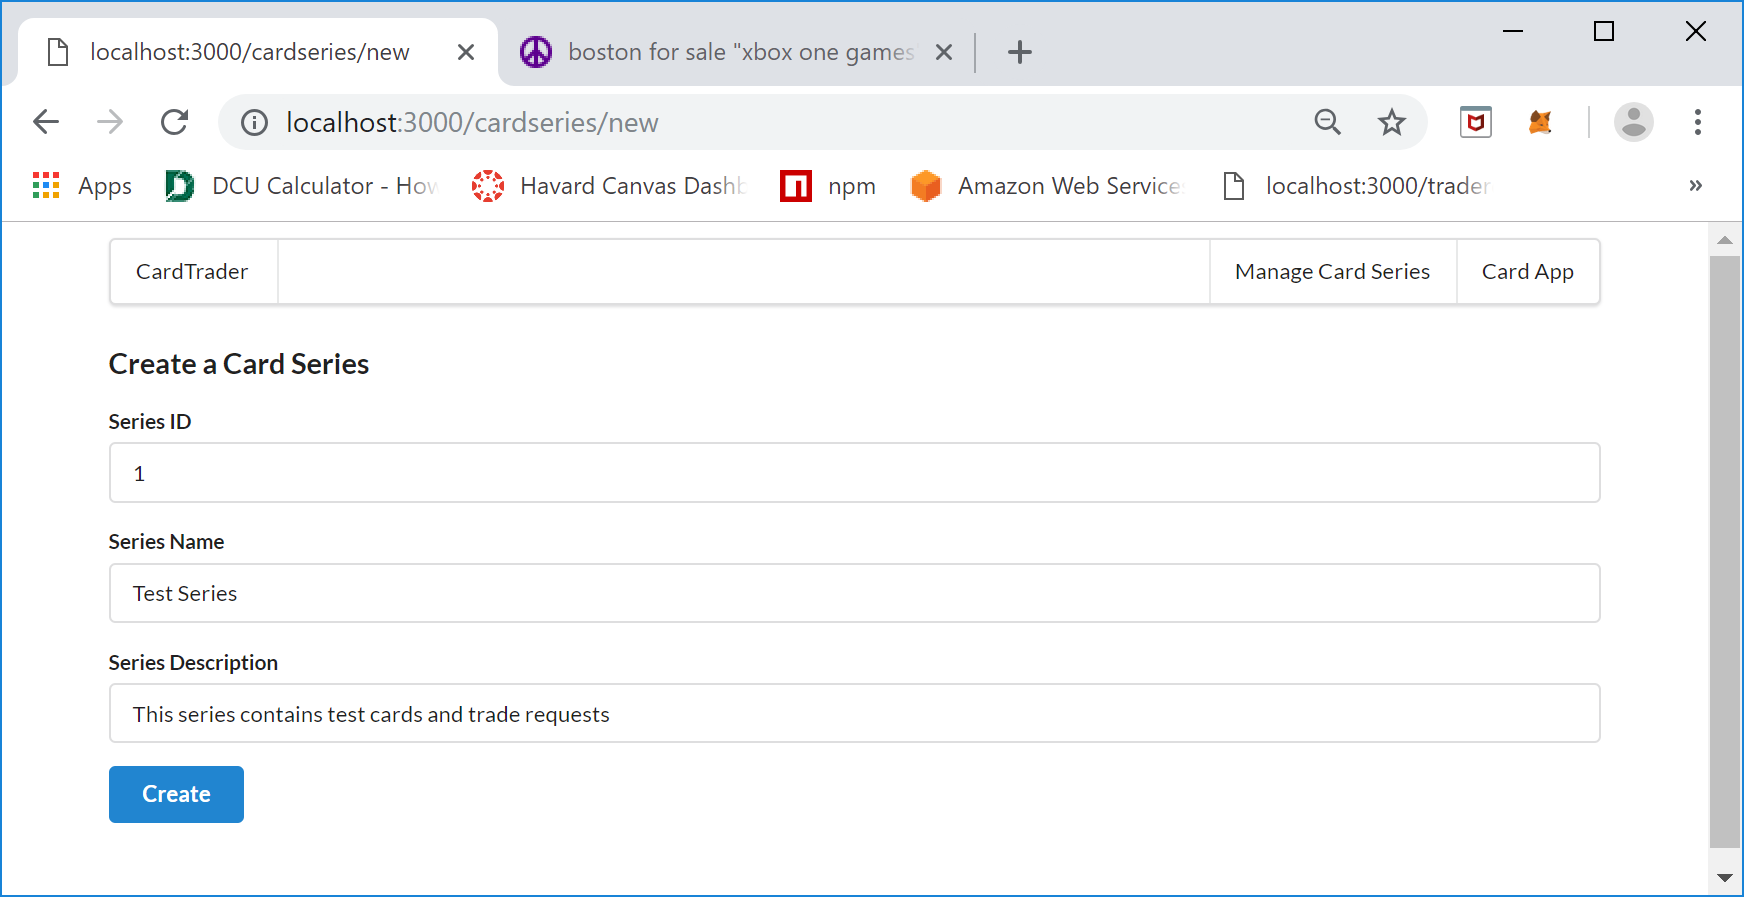 localhost:3000/cardseries/new
boston for sale "xbox one games"
localhost:3000/cardseries/new
Apps
DCU Calculator - How
Havard Canvas Dashb
npm
Amazon Web Services
localhost:3000/trader
»
CardTrader
Manage Card Series
Card App
Create a Card Series
Series ID
1
Series Name
Test Series
Series Description
This series contains test cards and trade requests
Create